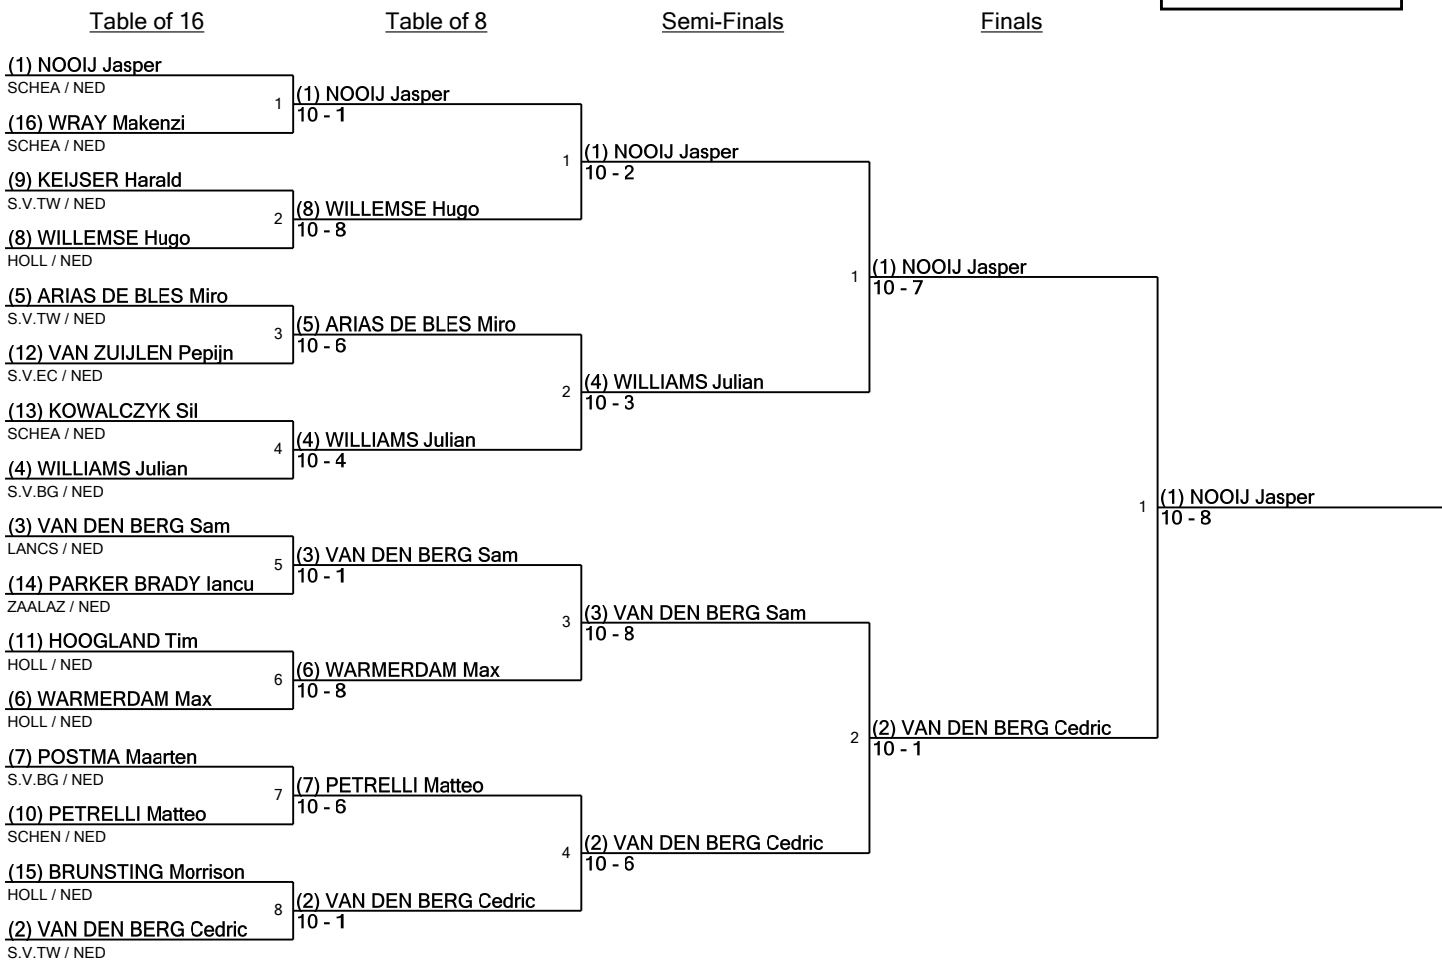 Table of 16
Table of 8
Semi-Finals
Finals
(1) NOOIJ Jasper
SCHEA / NED
1
(16) WRAY Makenzi
SCHEA / NED
(9) KEIJSER Harald
S.V.TW / NED
2
(8) WILLEMSE Hugo
HOLL / NED
(5) ARIAS DE BLES Miro
S.V.TW / NED
3
(12) VAN ZUIJLEN Pepijn
S.V.EC / NED
(13) KOWALCZYK Sil
SCHEA / NED
4
(4) WILLIAMS Julian
S.V.BG / NED
(3) VAN DEN BERG Sam
LANCS / NED
5
(14) PARKER BRADY Iancu
ZAALAZ / NED
(11) HOOGLAND Tim
HOLL / NED
6
(6) WARMERDAM Max
HOLL / NED
(7) POSTMA Maarten
S.V.BG / NED
7
(10) PETRELLI Matteo
SCHEN / NED
(15) BRUNSTING Morrison
HOLL / NED
8
(2) VAN DEN BERG Cedric
S.V.TW / NED
(1) NOOIJ Jasper
10 - 1
1
(8) WILLEMSE Hugo
10 - 8
(5) ARIAS DE BLES Miro
10 - 6
2
(4) WILLIAMS Julian
10 - 4
(3) VAN DEN BERG Sam
10 - 1
3
(6) WARMERDAM Max
10 - 8
(7) PETRELLI Matteo
10 - 6
4
(2) VAN DEN BERG Cedric
10 - 1
(1) NOOIJ Jasper
10 - 2
1
(4) WILLIAMS Julian
10 - 3
(3) VAN DEN BERG Sam
10 - 8
2
(2) VAN DEN BERG Cedric
10 - 6
(1) NOOIJ Jasper
10 - 7
1
(2) VAN DEN BERG Cedric
10 - 1
(1) NOOIJ Jasper
10 - 8